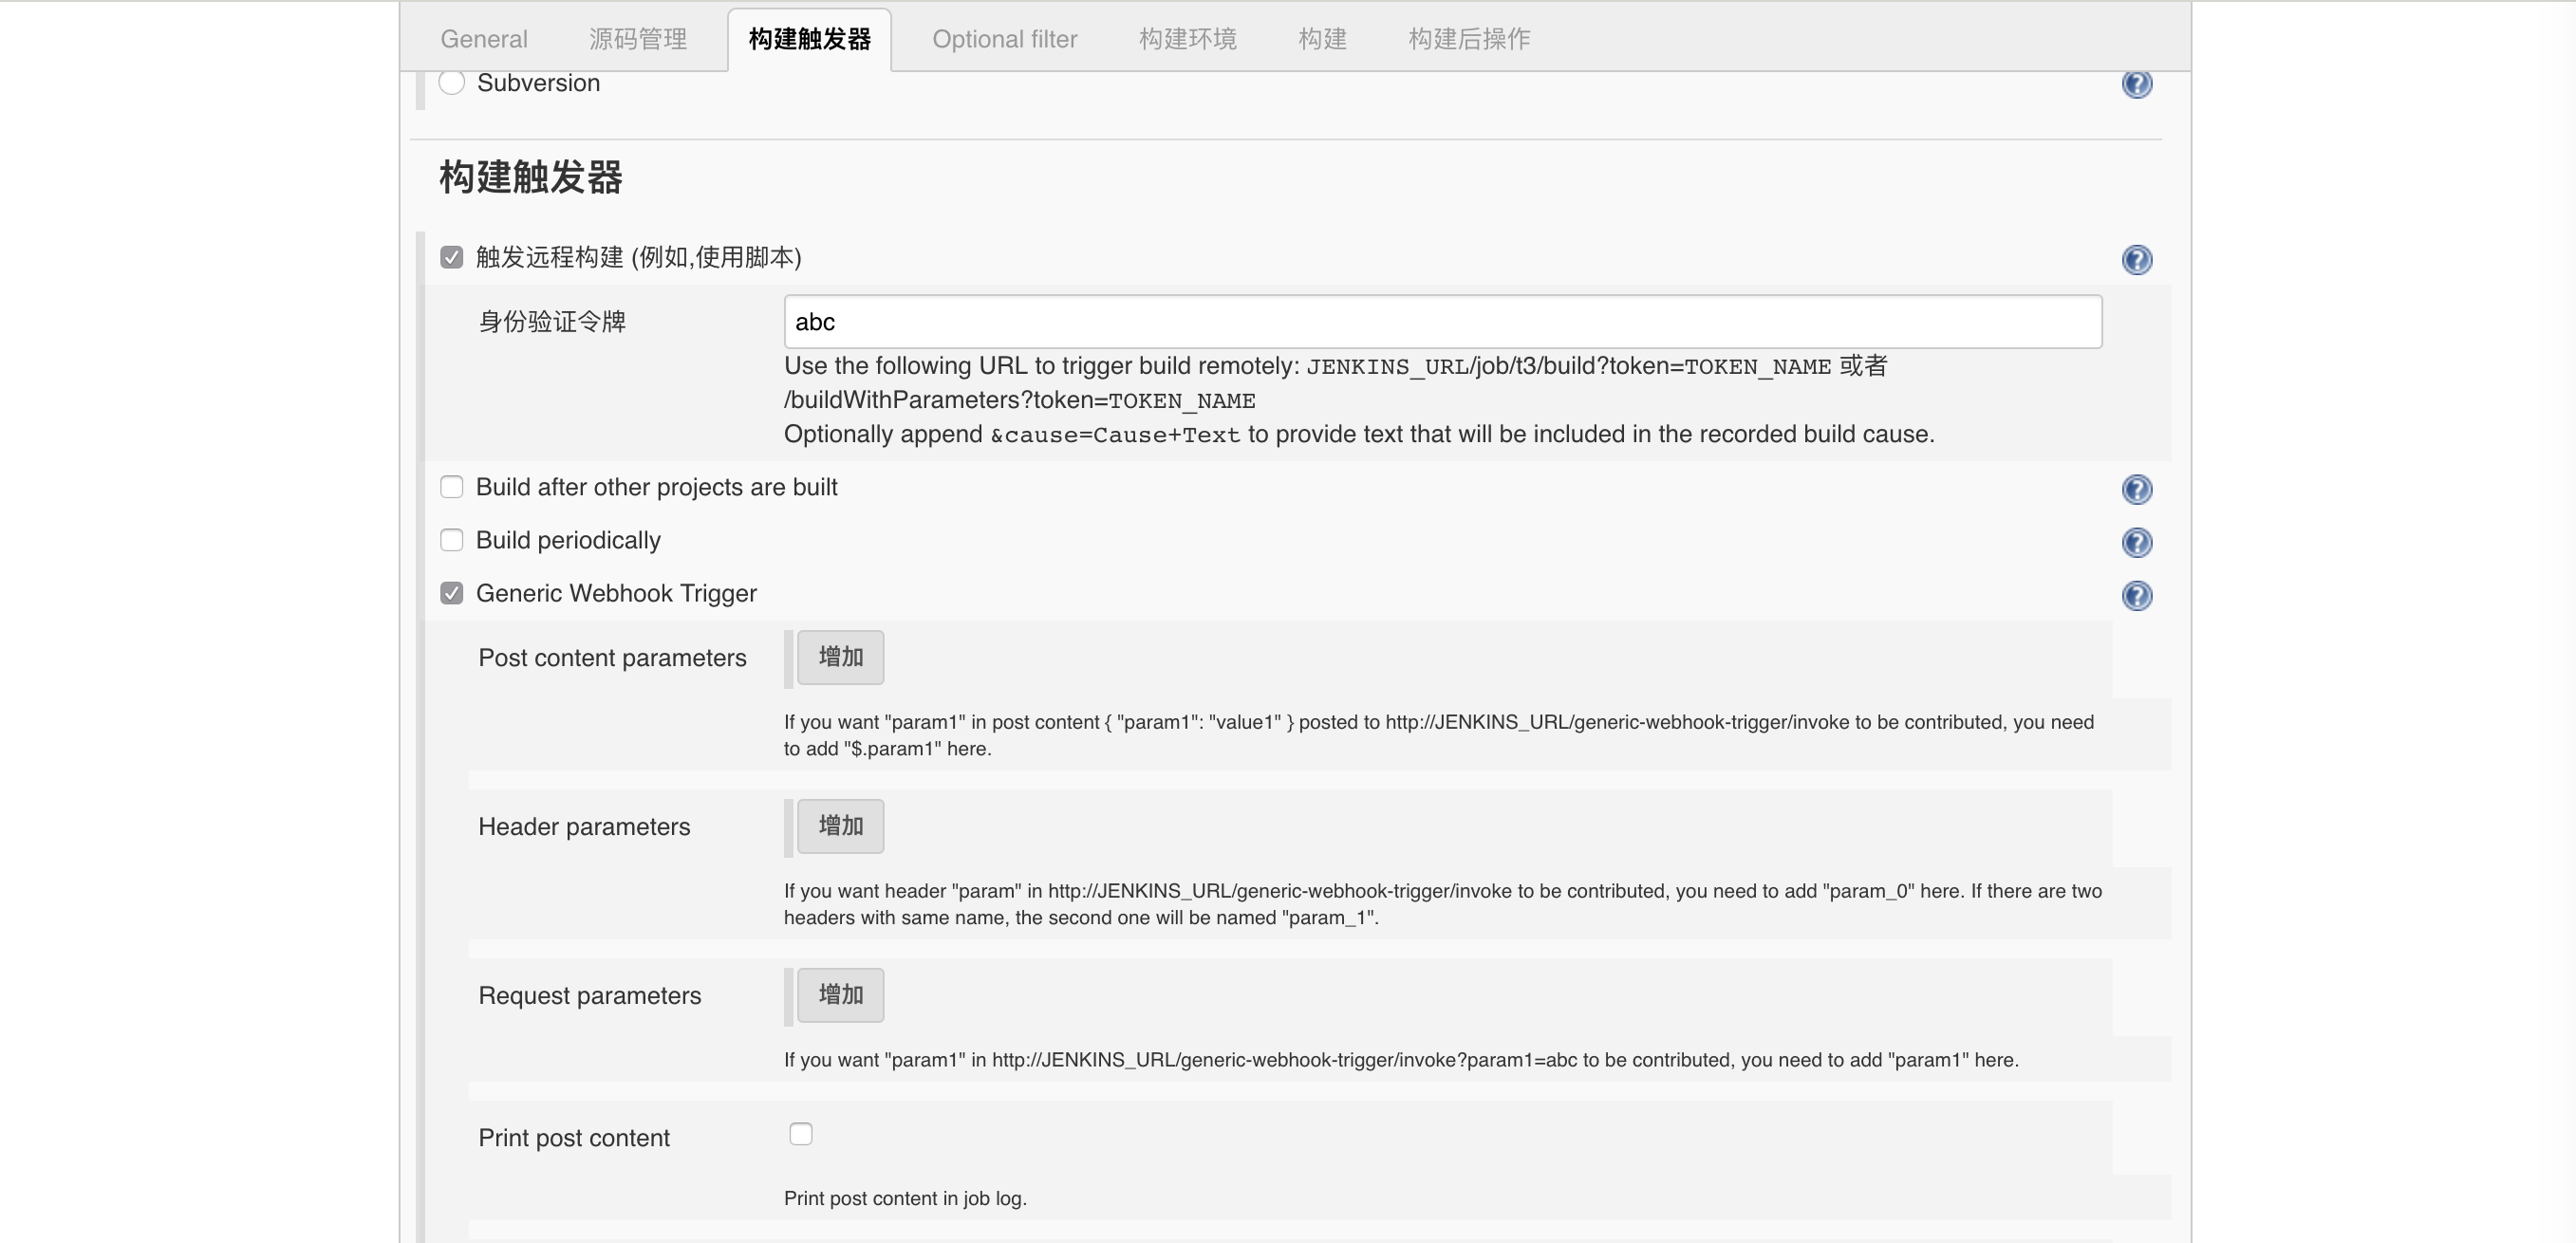 General 源码管理 构建触发器 Optional filter 构建环境 构建 构建后操作
Subversion
构建触发器
触发远程构建 (例如,使用脚本)
身份验证令牌 abc
Use the following URL to trigger build remotely: JENKINS_URL/job/t3/build?token=TOKEN_NAME 或者
/buildWithParameters?token=TOKEN_NAME
Optionally append &cause=Cause+Text to provide text that will be included in the recorded build cause.
Build after other projects are built
Build periodically
Generic Webhook Trigger
Post content parameters 增加
If you want "param1" in post content { "param1": "value1" } posted to http://JENKINS_URL/generic-webhook-trigger/invoke to be contributed, you need
to add "$.param1" here.
Header parameters 增加
If you want header "param" in http://JENKINS_URL/generic-webhook-trigger/invoke to be contributed, you need to add "param_0" here. If there are two
headers with same name, the second one will be named "param_1".
Request parameters 增加
If you want "param1" in http://JENKINS_URL/generic-webhook-trigger/invoke?param1=abc to be contributed, you need to add "param1" here.
Print post content
Print post content in job log.